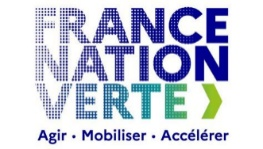 FRANCE
NATION
VERTE
Agir • Mobiliser • Accélérer